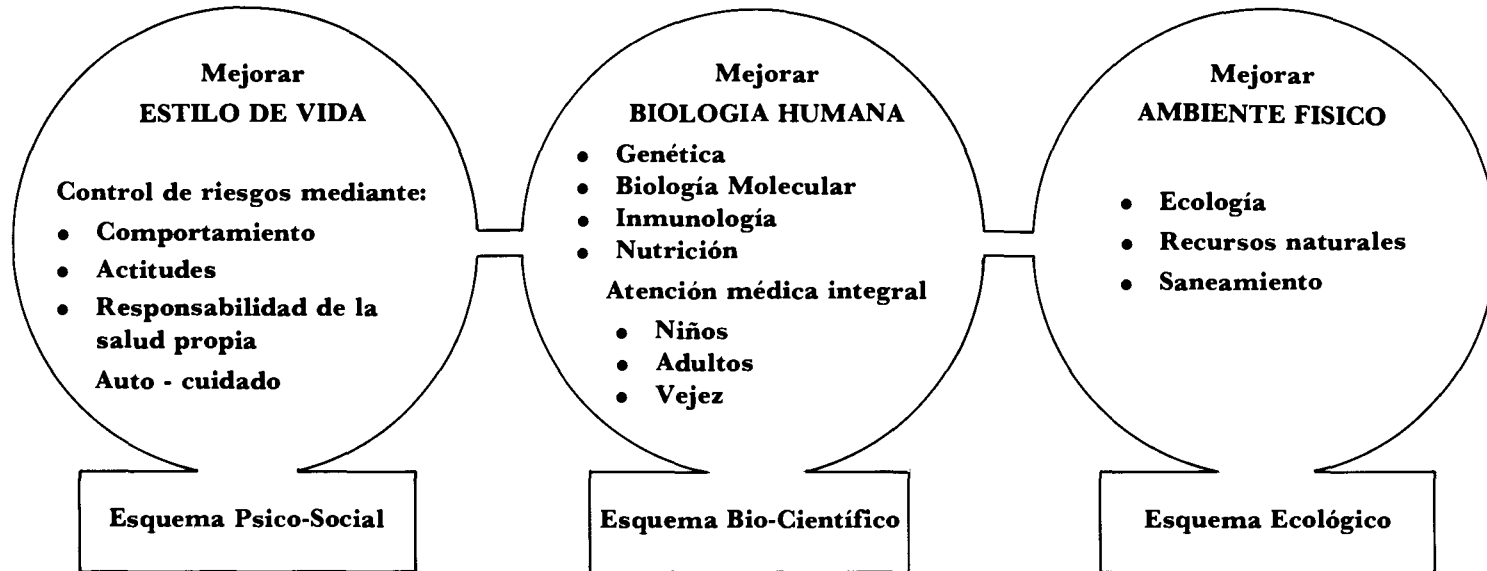 Mejorar
ESTILO DE VIDA
Control de riesgos mediante:
• Comportamiento
• Actitudes
• Responsabilidad de la
salud propia
Auto - cuidado
Esquema Psico-Social
Mejorar
BIOLOGIA HUMANA
• Genética
• Biología Molecular
• Inmunología
• Nutrición
Atención médica integral
• Niños
• Adultos
• Vejez
Esquema Bio-Científico
Mejorar
AMBIENTE FISICO
• Ecología
• Recursos naturales
• Saneamiento
Esquema Ecológico